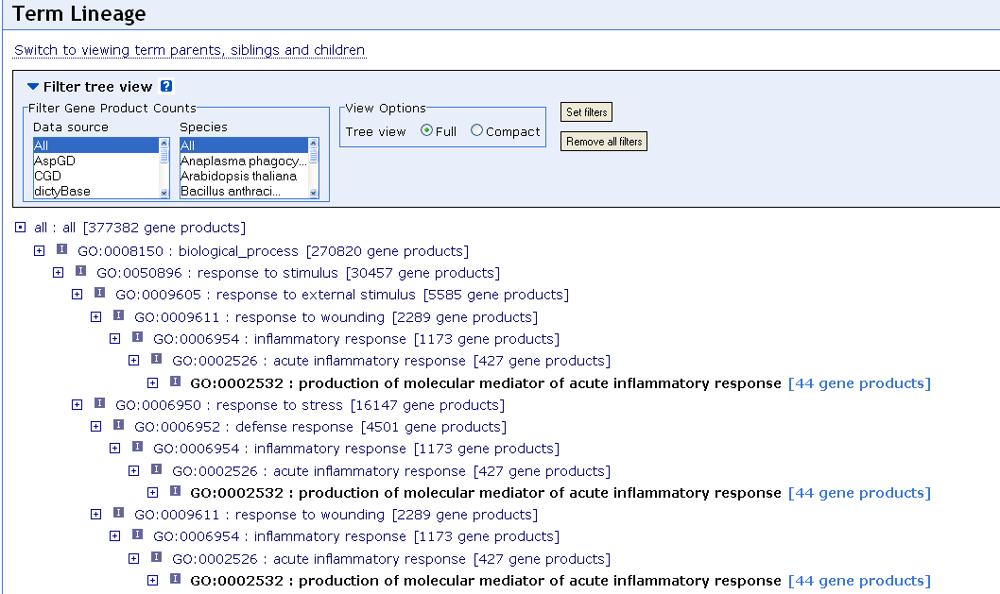 Term Lineage
Switch to viewing term parents, siblings and children
Filter tree view ?
Filter Gene Product Counts
Data source Species
All All
AspGD Anaplasma phagocy...
CGD Arabidopsis thaliana
dictyBase Bacillus anthraci...
View Options
Tree view Full Compact
Set filters
Remove all filters
all : all [377382 gene products]
I GO:0008150 : biological_process [270820 gene products]
I GO:0050896 : response to stimulus [30457 gene products]
I GO:0009605 : response to external stimulus [5585 gene products]
I GO:0009611 : response to wounding [2289 gene products]
I GO:0006954 : inflammatory response [1173 gene products]
I GO:0002526 : acute inflammatory response [427 gene products]
I GO:0002532 : production of molecular mediator of acute inflammatory response [44 gene products]
I GO:0006950 : response to stress [16147 gene products]
I GO:0006952 : defense response [4501 gene products]
I GO:0006954 : inflammatory response [1173 gene products]
I GO:0002526 : acute inflammatory response [427 gene products]
I GO:0002532 : production of molecular mediator of acute inflammatory response [44 gene products]
I GO:0009611 : response to wounding [2289 gene products]
I GO:0006954 : inflammatory response [1173 gene products]
I GO:0002526 : acute inflammatory response [427 gene products]
I GO:0002532 : production of molecular mediator of acute inflammatory response [44 gene products]